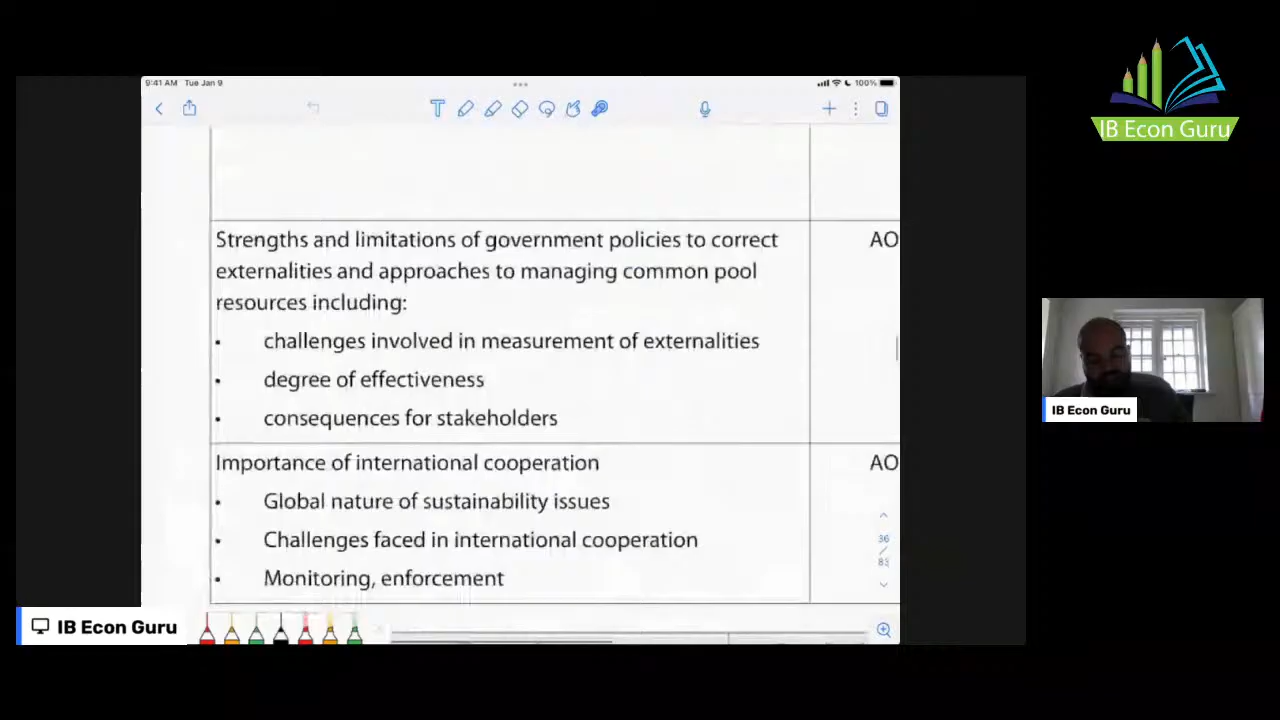 9:41 AM Tue Jan 9
100%
T
IB Econ Guru
Strengths and limitations of government policies to correct
externalities and approaches to managing common pool
resources including:
AO
• challenges involved in measurement of externalities
• degree of effectiveness
• consequences for stakeholders
Importance of international cooperation
AO
• Global nature of sustainability issues
• Challenges faced in international cooperation
• Monitoring, enforcement
36
/
83
IB Econ Guru
IB Econ Guru